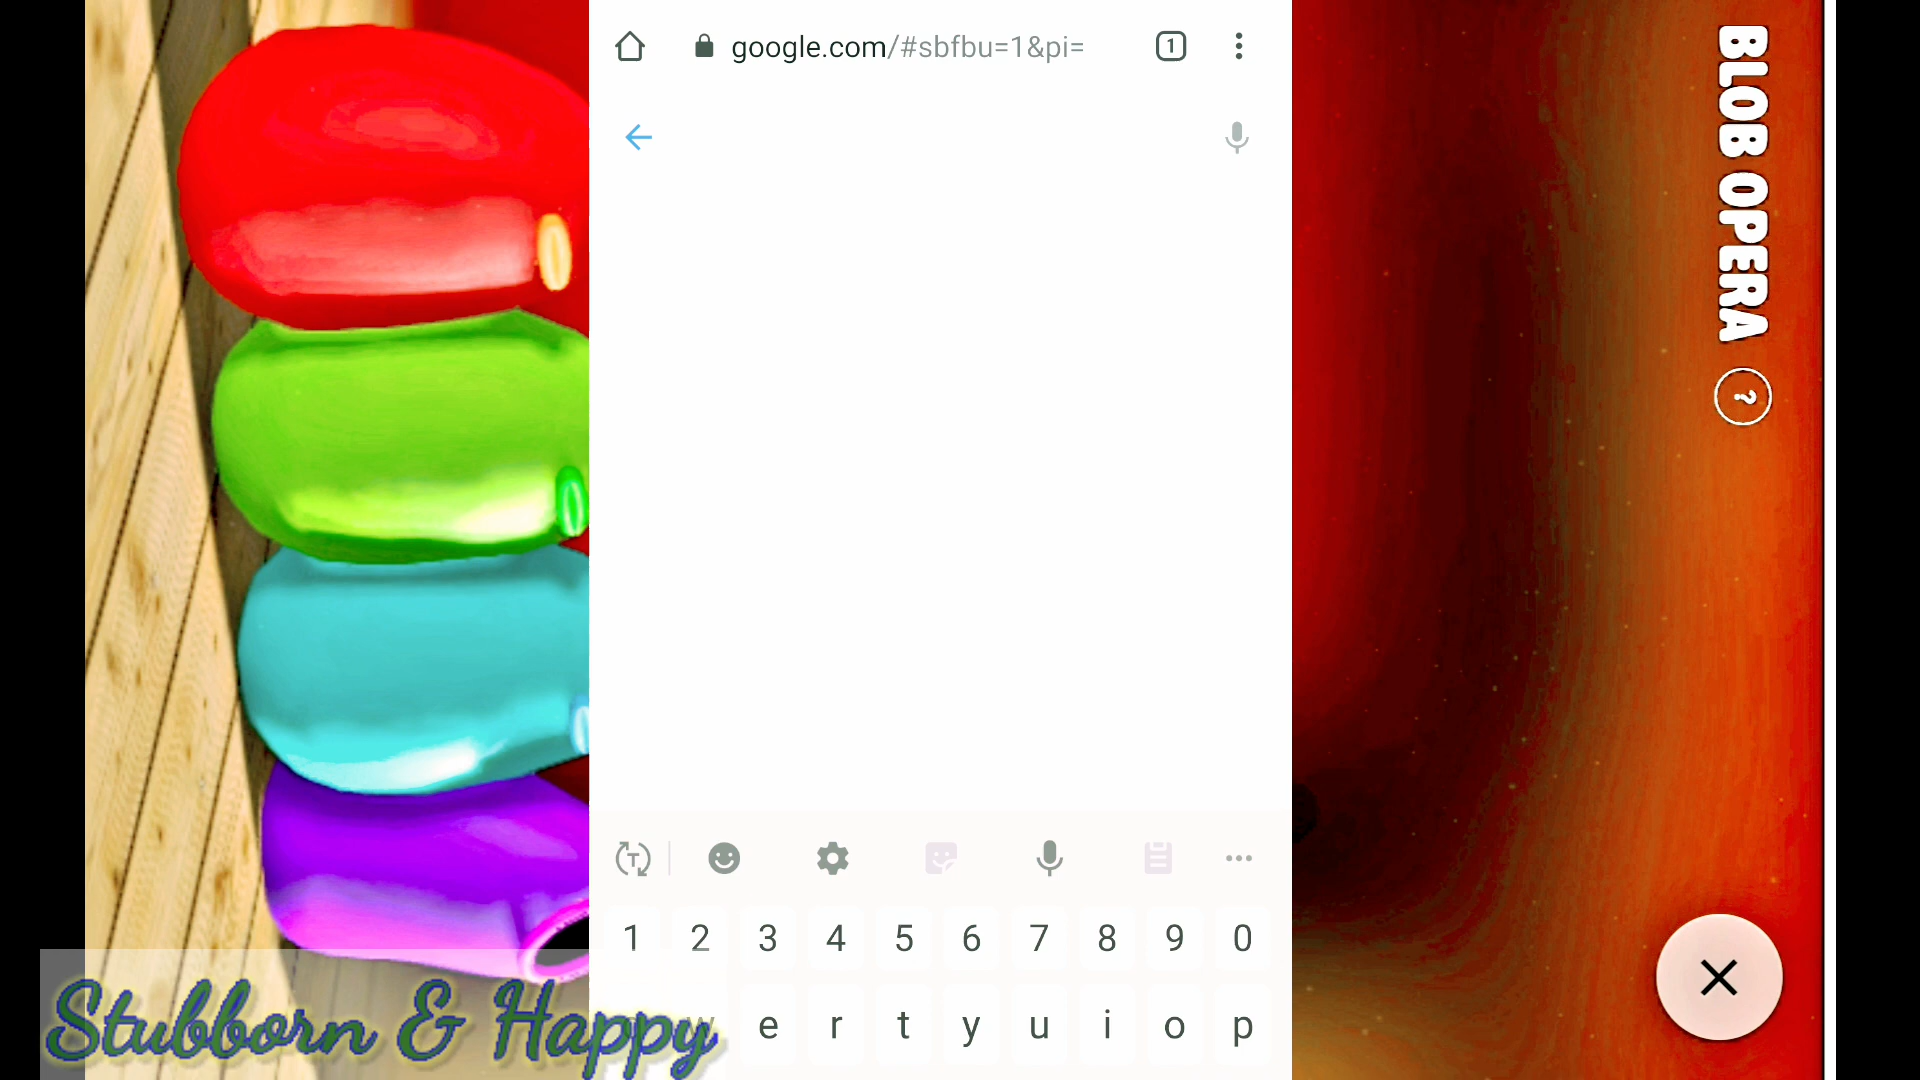 google.com/#sbfbu=1&pi=
1
BLOB OPERA ?
T
1 2 3 4 5 6 7 8 9 0
w e r t y u i o p
Stubborn & Happy